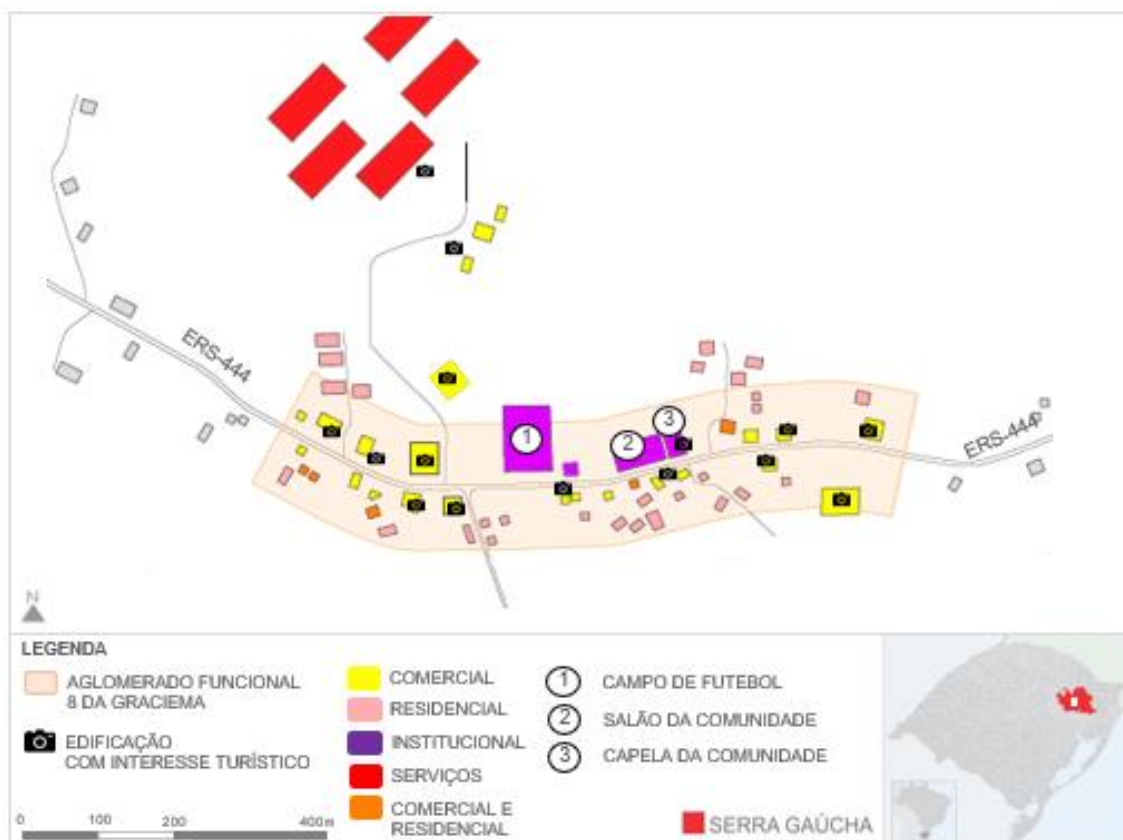 ERS-444
3
1
2
ERS-444
N
LEGENDA
AGLOMERADO FUNCIONAL
8 DA GRACIEMA
EDIFICAÇÃO
COM INTERESSE TURÍSTICO
0 100 200 400m
COMERCIAL
RESIDENCIAL
INSTITUCIONAL
SERVIÇOS
COMERCIAL E
RESIDENCIAL
1 CAMPO DE FUTEBOL
2 SALÃO DA COMUNIDADE
3 CAPELA DA COMUNIDADE
SERRA GAÚCHA